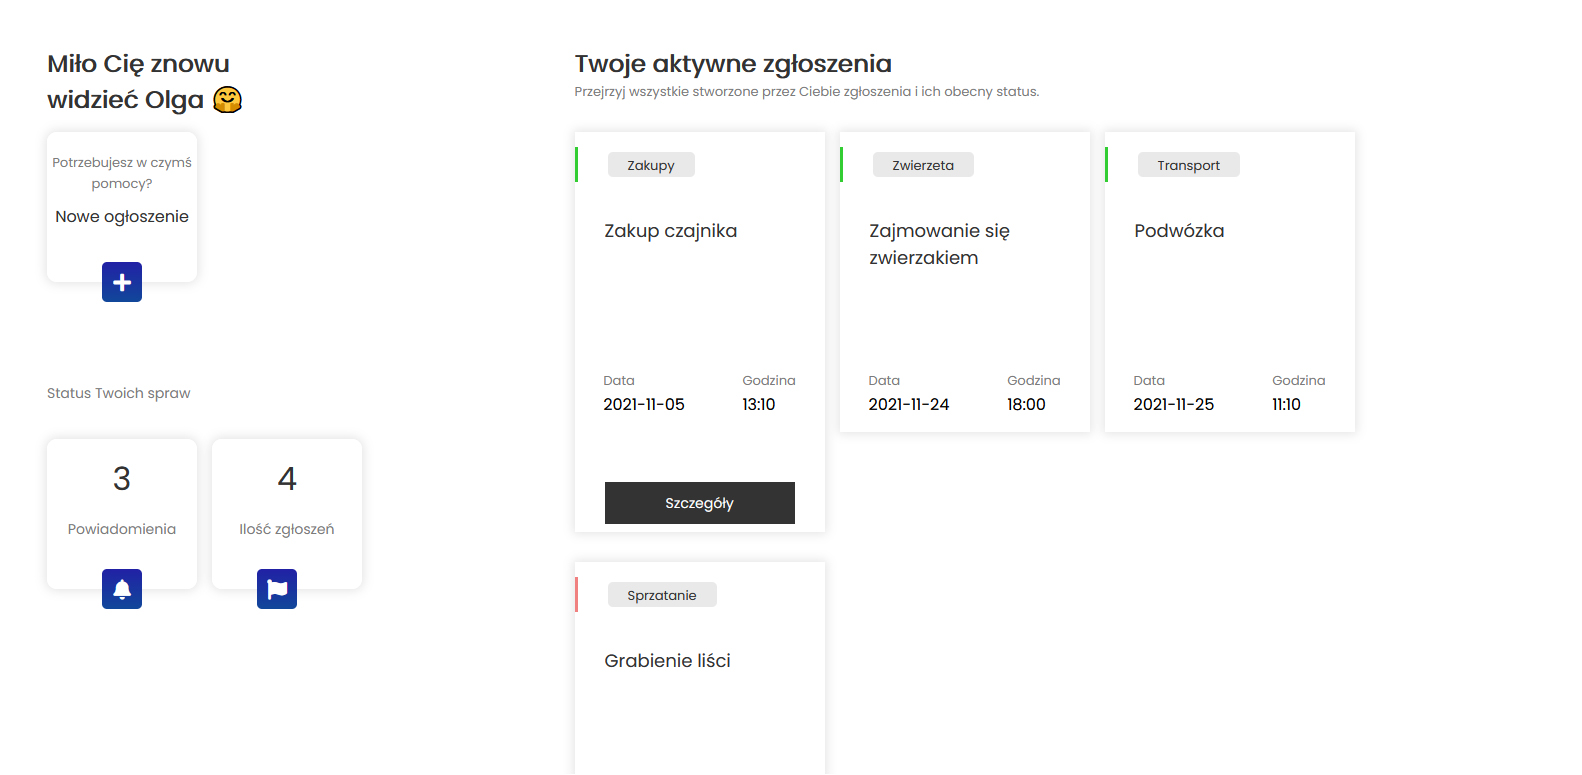 Miło Cię znowu
widzieć Olga 🤗
Potrzebujesz w czymś
pomocy?
Nowe ogłoszenie
Status Twoich spraw
3
Powiadomienia
4
Ilość zgłoszeń
Twoje aktywne zgłoszenia
Przejrzyj wszystkie stworzone przez Ciebie zgłoszenia i ich obecny status.
Zakupy
Zakup czajnika
Data
Godzina
2021-11-05
13:10
Szczegóły
Zwierzeta
Zajmowanie się
zwierzakiem
Data
Godzina
2021-11-24
18:00
Transport
Podwózka
Data
Godzina
2021-11-25
11:10
Sprzatanie
Grabienie liści